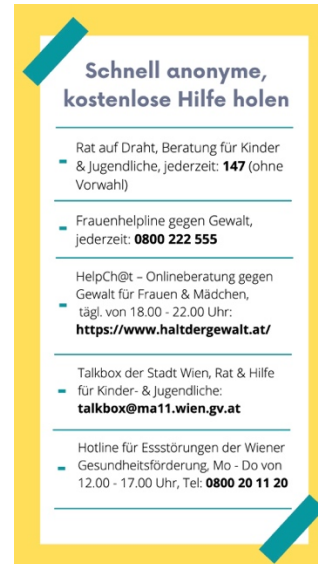 Schnell anonyme,
kostenlose Hilfe holen
Rat auf Draht, Beratung für Kinder
& Jugendliche, jederzeit: 147 (ohne
Vorwahl)
Frauenhelpline gegen Gewalt,
jederzeit: 0800 222 555
HelpCh@t – Onlineberatung gegen
Gewalt für Frauen & Mädchen,
tägl. von 18.00 - 22.00 Uhr:
https://www.haltdergewalt.at/
Talkbox der Stadt Wien, Rat & Hilfe
für Kinder- & Jugendliche:
talkbox@ma11.wien.gv.at
Hotline für Essstörungen der Wiener
Gesundheitsförderung, Mo - Do von
12.00 - 17.00 Uhr, Tel: 0800 20 11 20